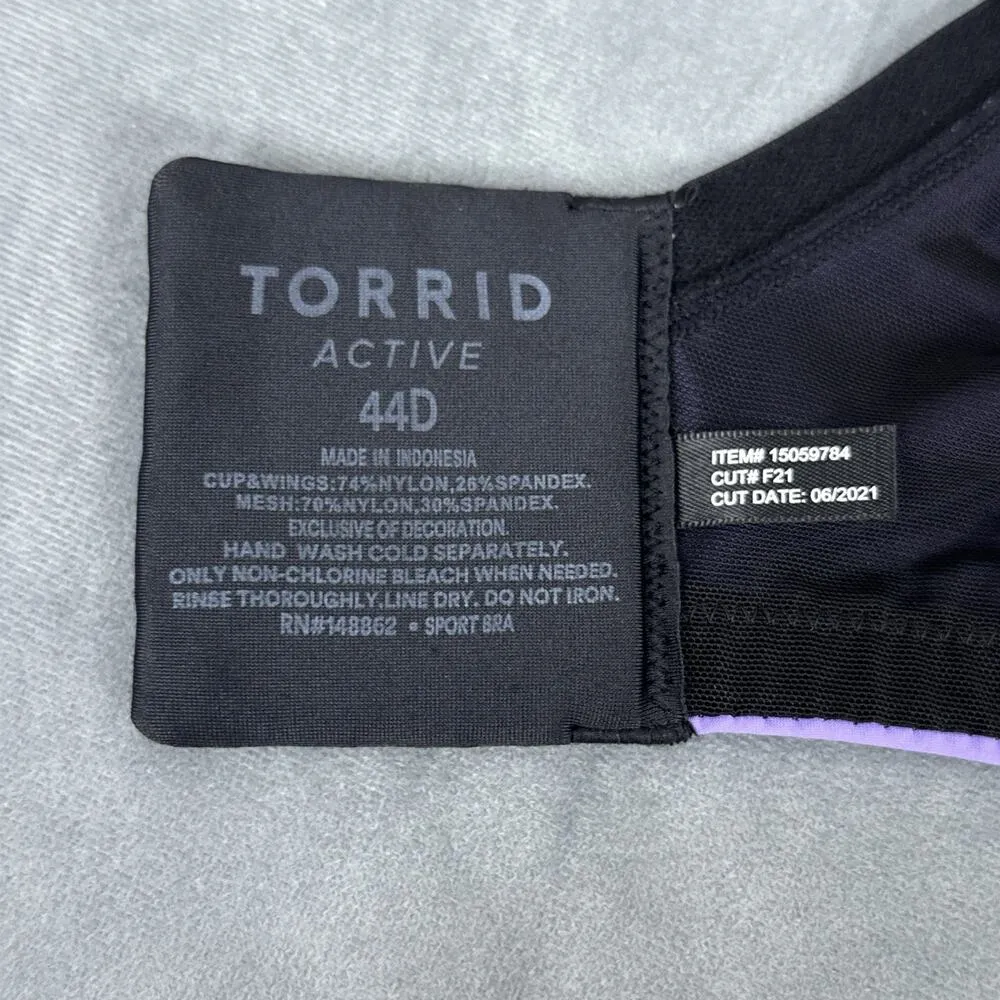 TORRID
ACTIVE
44D
MADE IN INDONESIA
CUP&WINGS:74%NYLON,26%SPANDEX.
MESH:70%NYLON,30%SPANDEX.
EXCLUSIVE OF DECORATION.
HAND WASH COLD SEPARATELY.
ONLY NON-CHLORINE BLEACH WHEN NEEDED.
RINSE THOROUGHLY.LINE DRY. DO NOT IRON.
RN#148862 • SPORT BRA
ITEM# 15059784
CUT# F21
CUT DATE: 06/2021